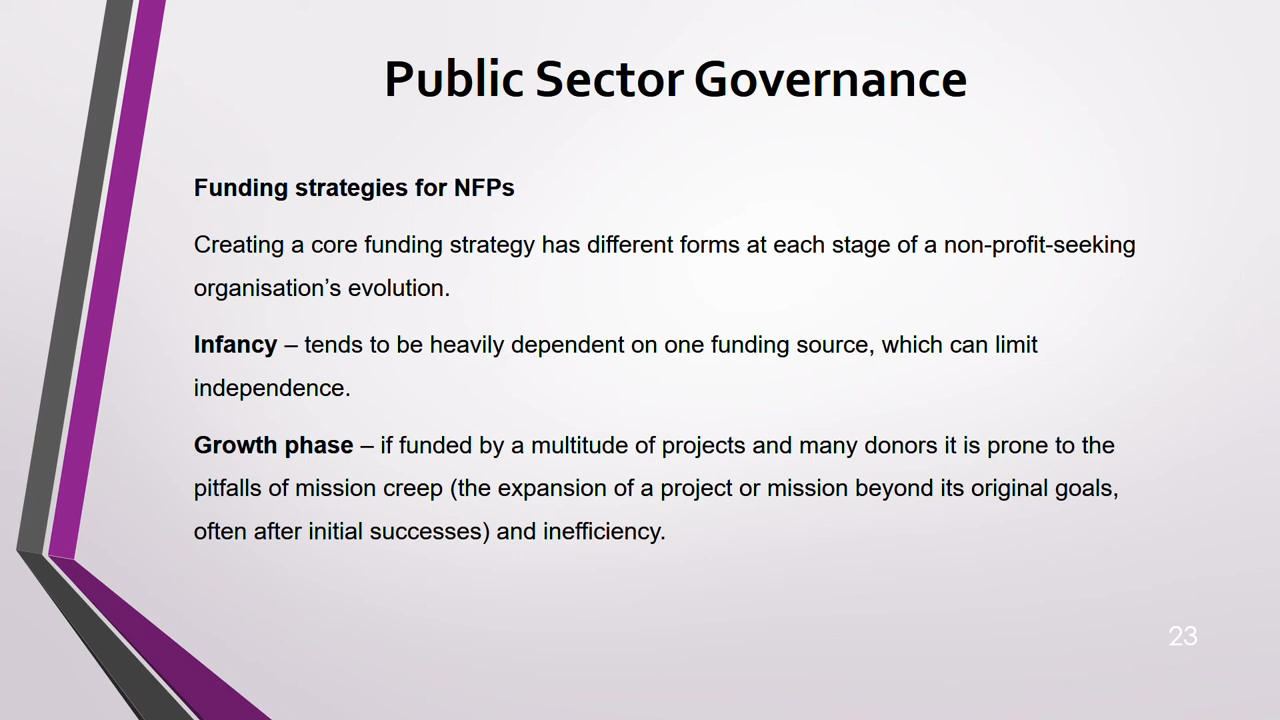 Public Sector Governance
Funding strategies for NFPs
Creating a core funding strategy has different forms at each stage of a non-profit-seeking
organisation’s evolution.
Infancy – tends to be heavily dependent on one funding source, which can limit
independence.
Growth phase – if funded by a multitude of projects and many donors it is prone to the
pitfalls of mission creep (the expansion of a project or mission beyond its original goals,
often after initial successes) and inefficiency.
23